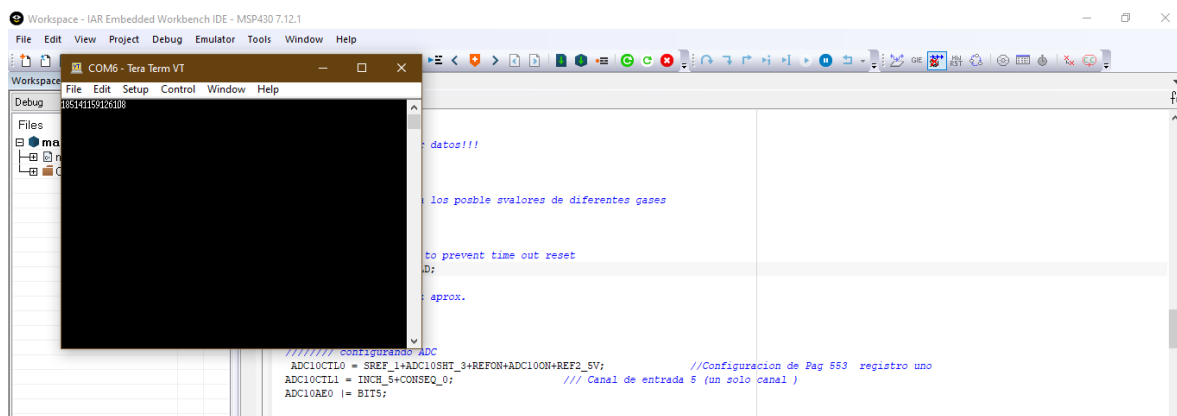 Workspace - IAR Embedded Workbench IDE - MSP430 7.12.1
File Edit View Project Debug Emulator Tools Window Help
COM6 - Tera Term VT
Workspace
File Edit Setup Control Window Help
Debug
185141159126108
Files
ma
datos!!!
los posble svalores de diferentes gases
to prevent time out reset
D;
aprox.
//////// configurando ADC
ADC10CTL0 = SREF_1+ADC10SHT_3+REFON+ADC10ON+REF2_5V; //Configuracion de Pag 553 registro uno
ADC10CTL1 = INCH_5+CONSEQ_0; /// Canal de entrada 5 (un solo canal )
ADC10AE0 |= BIT5;